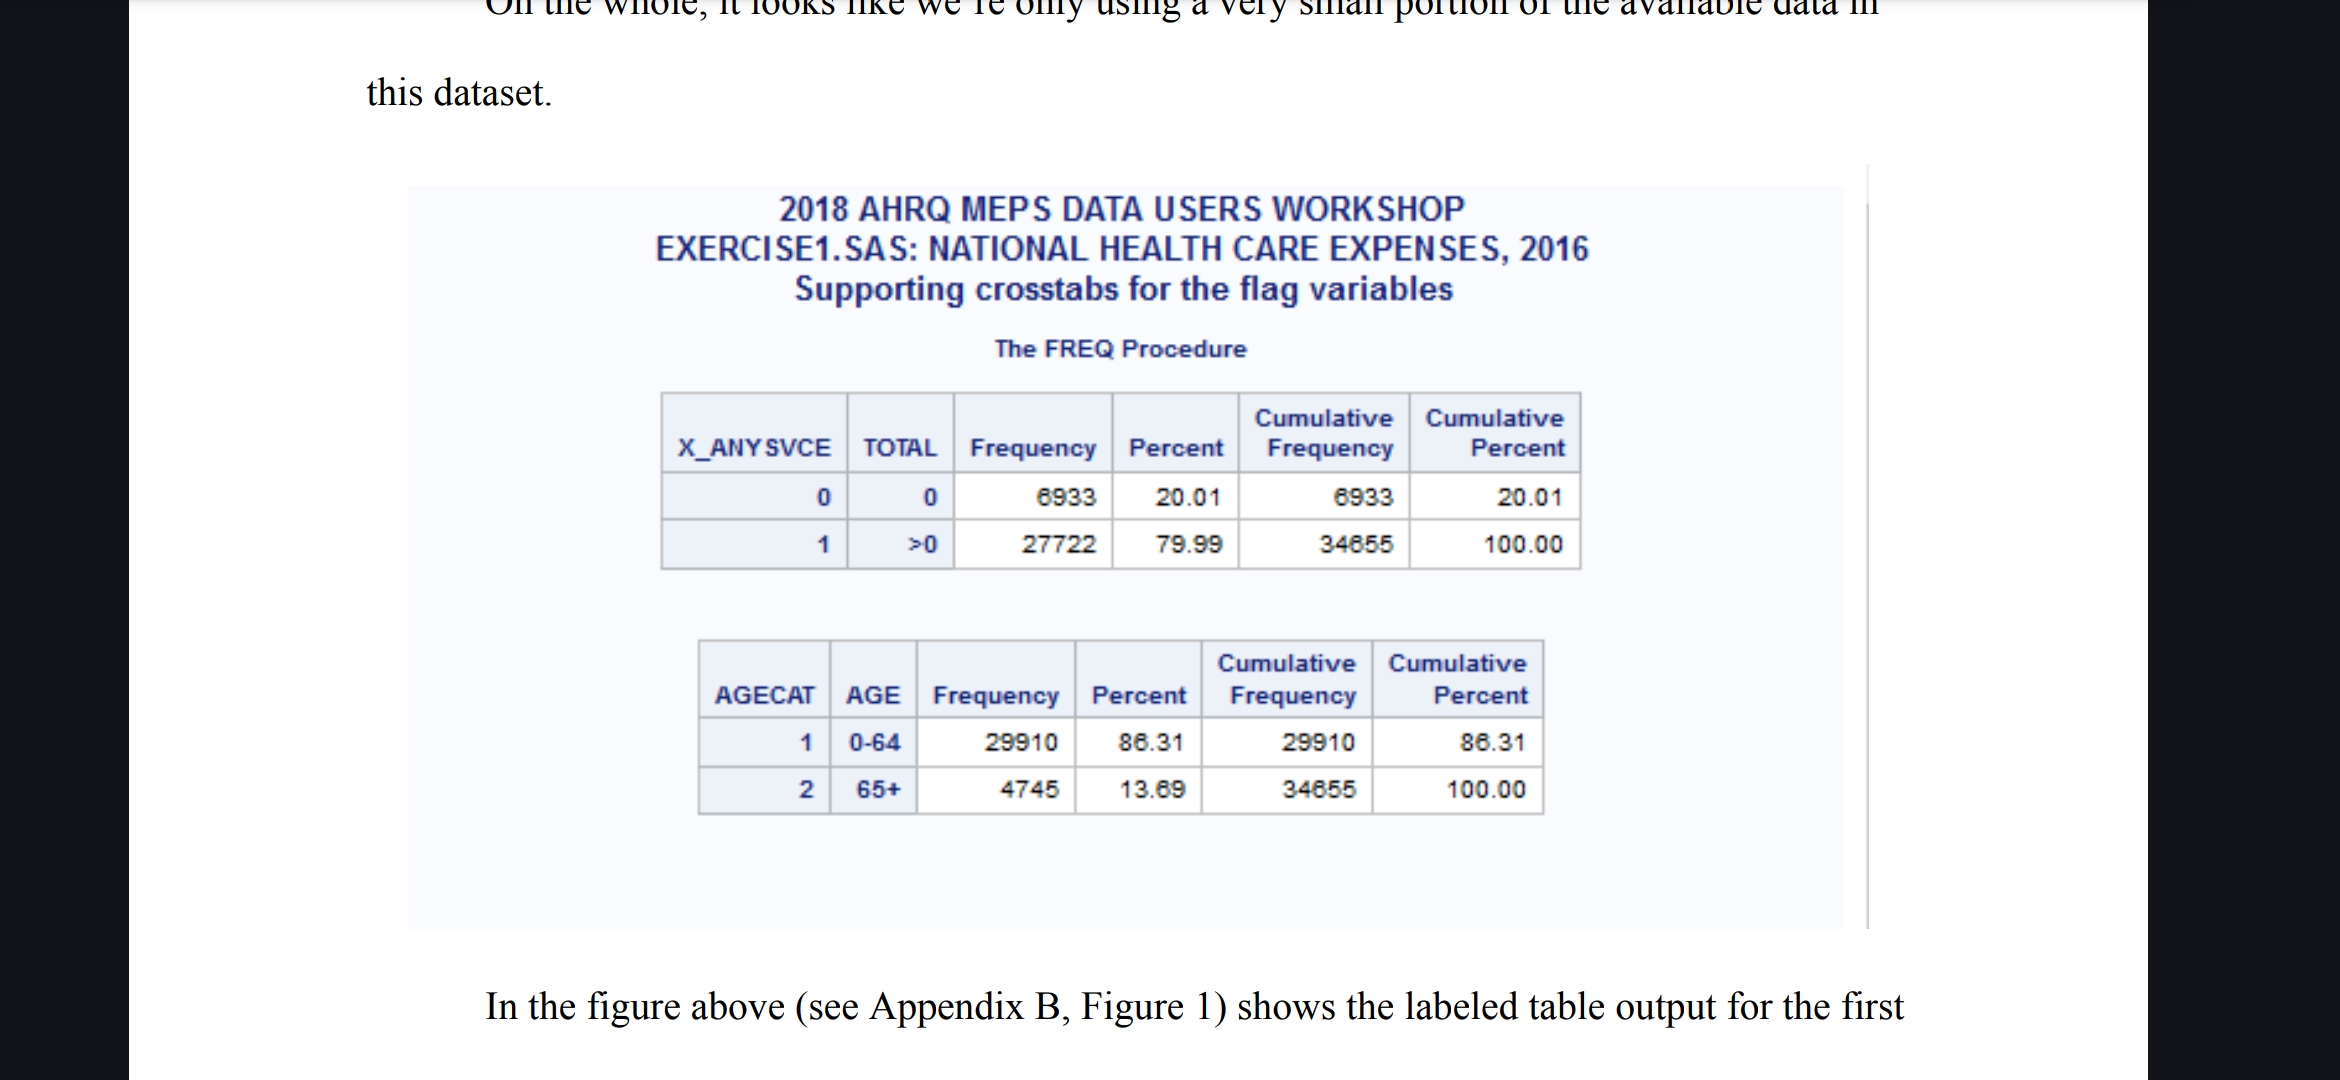 On the whole, it looks like we're only using a very small portion of the available data in
this dataset.
2018 AHRQ MEPS DATA USERS WORKSHOP
EXERCISE1.SAS: NATIONAL HEALTH CARE EXPENSES, 2016
Supporting crosstabs for the flag variables
The FREQ Procedure
X_ANYSVCE TOTAL Frequency Percent Cumulative Frequency Cumulative Percent
0 0 6933 20.01 6933 20.01
1 >0 27722 79.99 34655 100.00
AGECAT AGE Frequency Percent Cumulative Frequency Cumulative Percent
1 0-64 29910 86.31 29910 86.31
2 65+ 4745 13.69 34655 100.00
In the figure above (see Appendix B, Figure 1) shows the labeled table output for the first